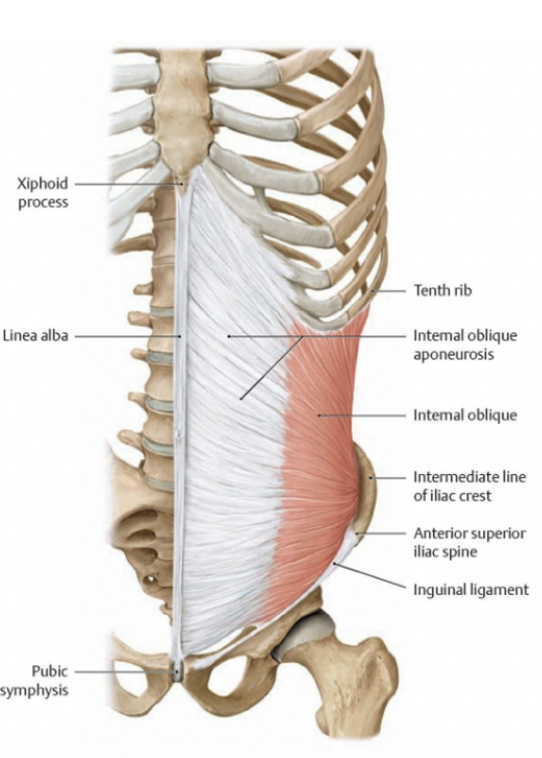 Xiphoid
process
Tenth rib
Linea alba
Internal oblique
aponeurosis
Internal oblique
Intermediate line
of iliac crest
Anterior superior
iliac spine
Inguinal ligament
Pubic
symphysis